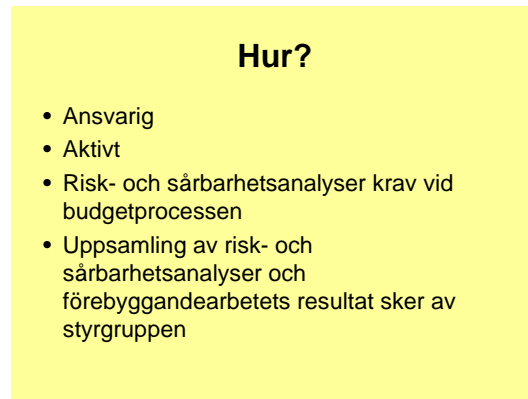 Hur?
• Ansvarig
• Aktivt
• Risk- och sårbarhetsanalyser krav vid
budgetprocessen
• Uppsamling av risk- och
sårbarhetsanalyser och
förebyggandearbetets resultat sker av
styrgruppen